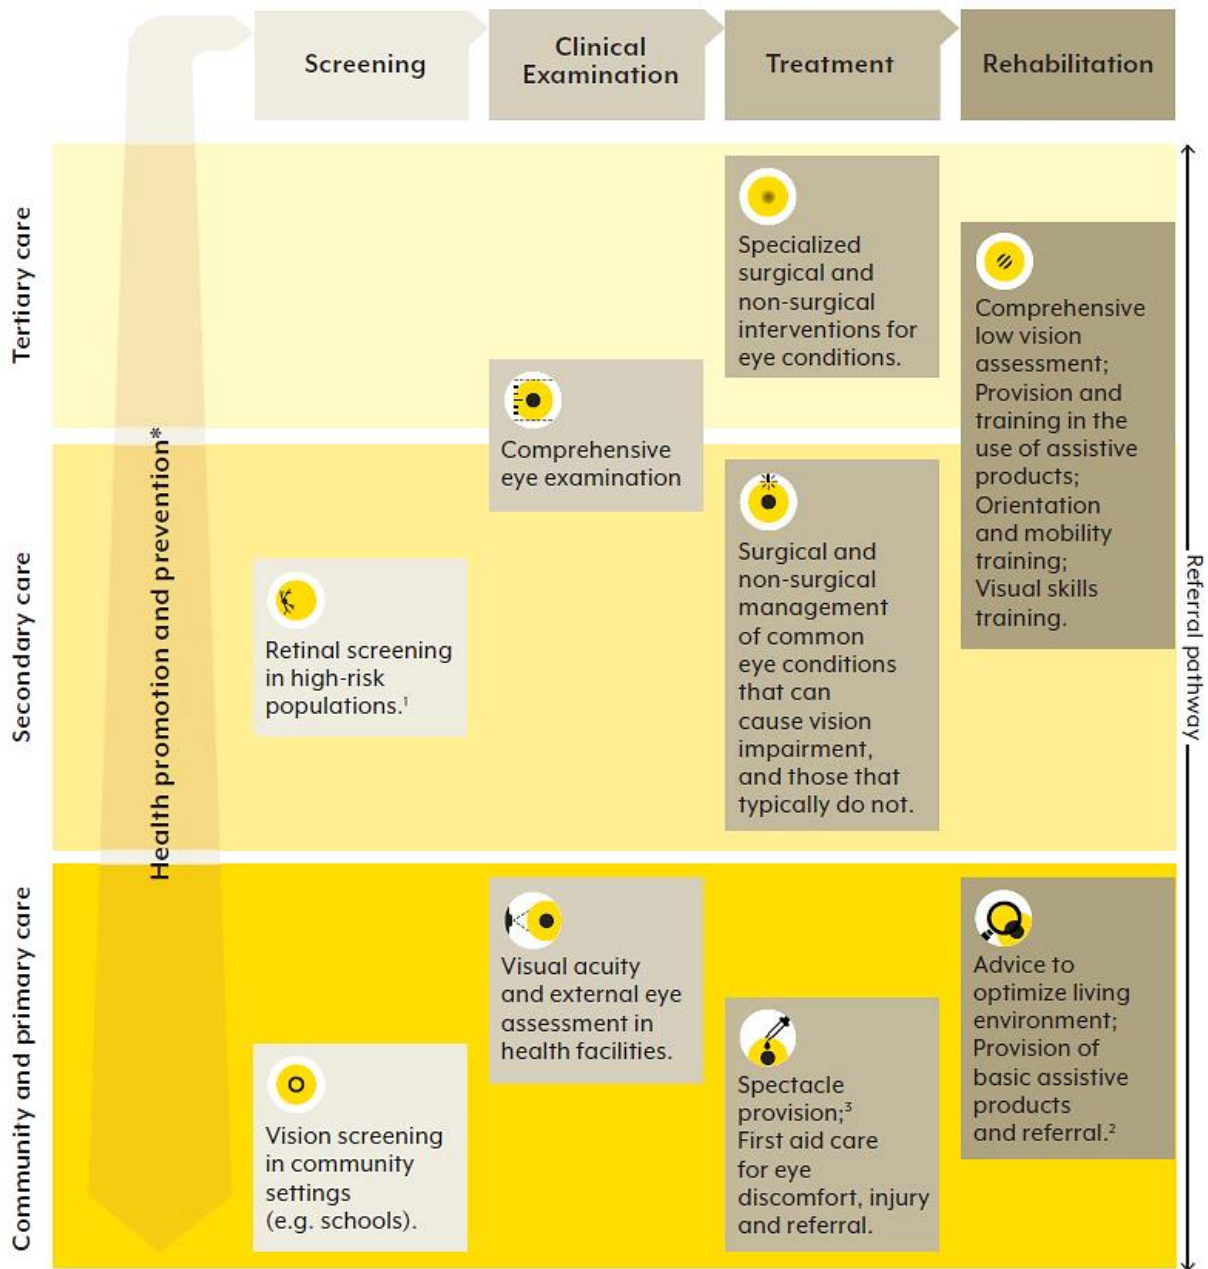 Screening
Clinical
Examination
Treatment
Rehabilitation
Tertiary care
Secondary care
Community and primary care
Health promotion and prevention*
Referral pathway
Specialized
surgical and
non-surgical
interventions for
eye conditions.
Comprehensive
low vision
assessment;
Provision and
training in the
use of assistive
products;
Orientation
and mobility
training;
Visual skills
training.
Comprehensive
eye examination
Retinal screening
in high-risk
populations.¹
Surgical and
non-surgical
management
of common
eye conditions
that can
cause vision
impairment,
and those that
typically do not.
Vision screening
in community
settings
(e.g. schools).
Visual acuity
and external eye
assessment in
health facilities.
Spectacle
provision;³
First aid care
for eye
discomfort, injury
and referral.
Advice to
optimize living
environment;
Provision of
basic assistive
products
and referral.²